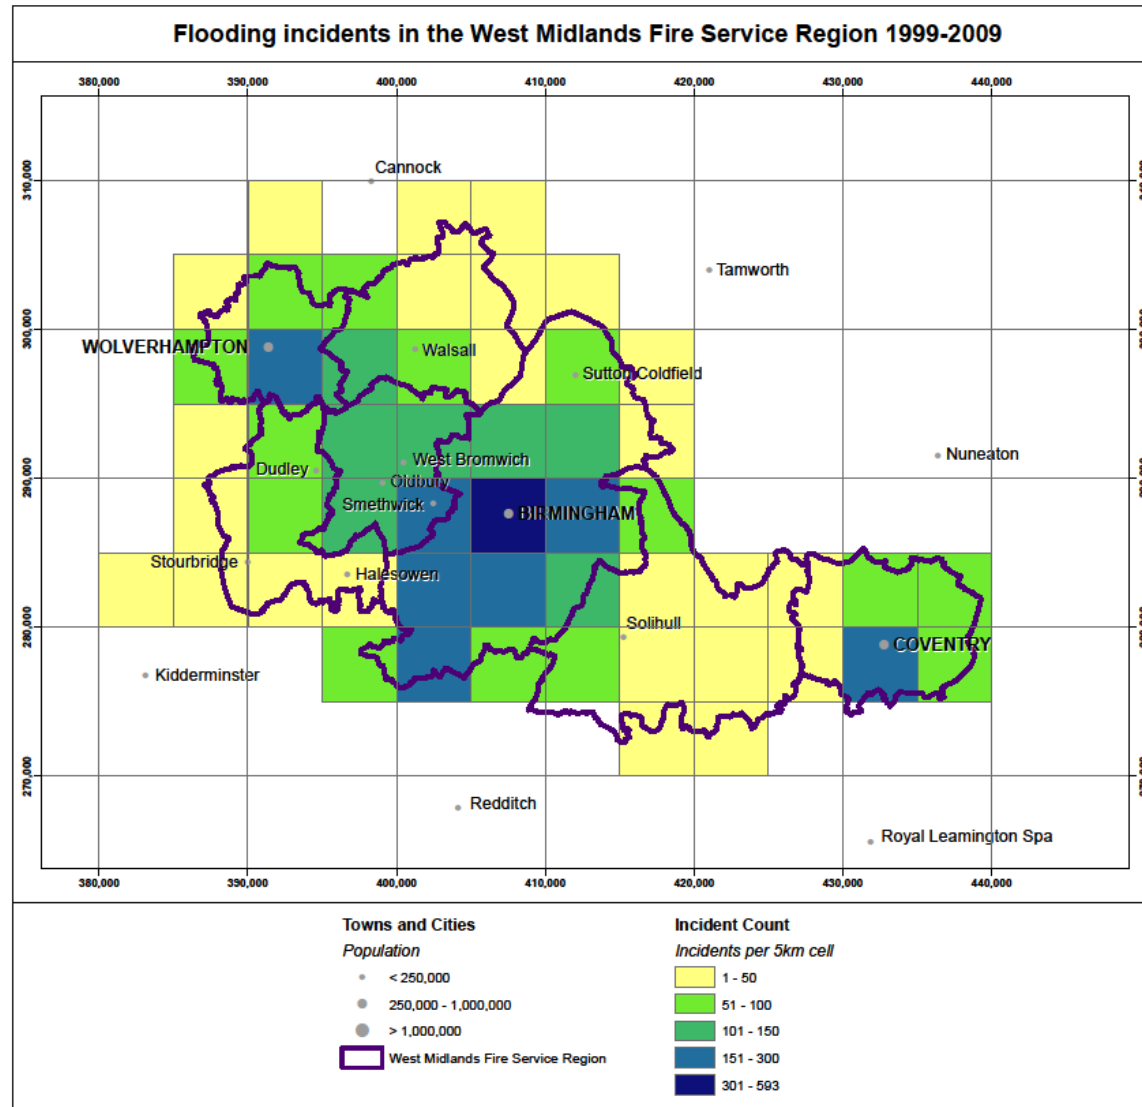 Flooding incidents in the West Midlands Fire Service Region 1999-2009
380,000 390,000 400,000 410,000 420,000 430,000 440,000
310,000
Cannock
Tamworth
300,000
WOLVERHAMPTON
Walsall
Sutton Coldfield
Nuneaton
West Bromwich
Dudley
290,000
Oldbury
Smethwick
BIRMINGHAM
Stourbridge
Halesowen
280,000
Solihull
COVENTRY
Kidderminster
270,000
Redditch
Royal Leamington Spa
380,000 390,000 400,000 410,000 420,000 430,000 440,000
Towns and Cities
Population
< 250,000
250,000 - 1,000,000
> 1,000,000
West Midlands Fire Service Region
Incident Count
Incidents per 5km cell
1 - 50
51 - 100
101 - 150
151 - 300
301 - 593